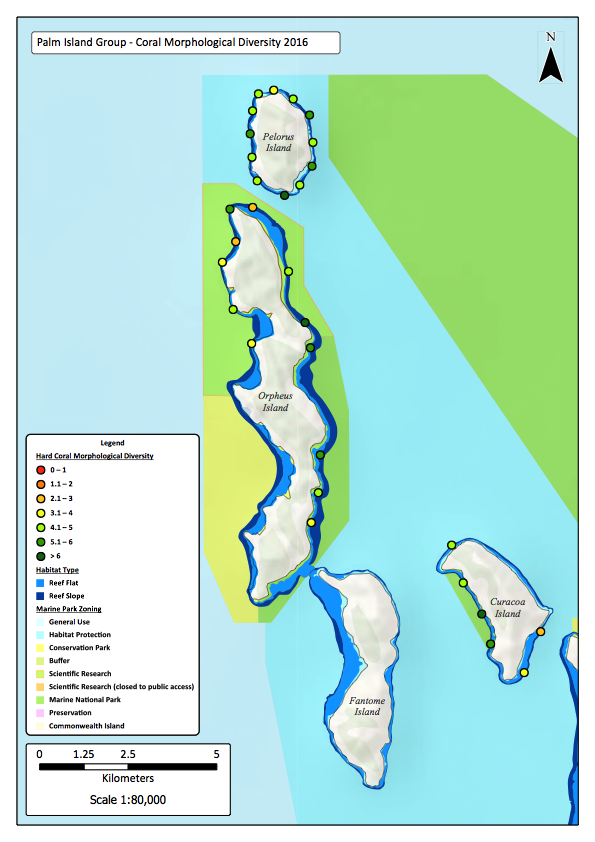 Palm Island Group - Coral Morphological Diversity 2016
N
Pelorus
Island
Orpheus
Island
Curacoa
Island
Fantome
Island
Legend
Hard Coral Morphological Diversity
0 – 1
1.1 – 2
2.1 – 3
3.1 – 4
4.1 – 5
5.1 – 6
> 6
Habitat Type
Reef Flat
Reef Slope
Marine Park Zoning
General Use
Habitat Protection
Conservation Park
Buffer
Scientific Research
Scientific Research (closed to public access)
Marine National Park
Preservation
Commonwealth Island
0 1.25 2.5 5
Kilometers
Scale 1:80,000